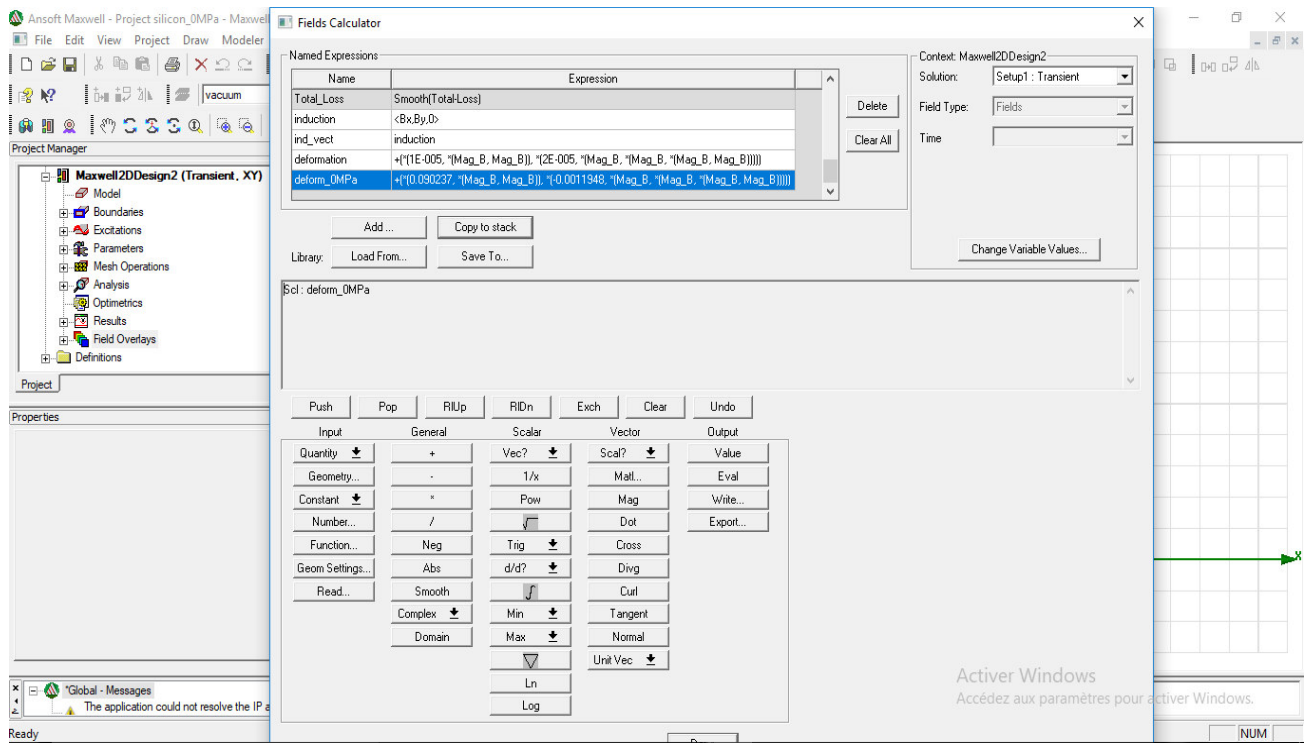 Ansoft Maxwell - Project silicon_0MPa - Maxwel
File Edit View Project Draw Modeler
vacuum
Project Manager
Maxwell2DDesign2 (Transient, XY)
Model
Boundaries
Excitations
Parameters
Mesh Operations
Analysis
Optimetrics
Results
Field Overlays
Definitions
Project
Properties
Fields Calculator
Named Expressions
Name Expression
Total_Loss Smooth(Total-Loss)
induction <Bx,By,0>
ind_vect induction
deformation +(*(1E-005, *(Mag_B, Mag_B)), *(2E-005, *(Mag_B, *(Mag_B, *(Mag_B, Mag_B)))))
deform_0MPa +(*(0.090237, *(Mag_B, Mag_B)), *(-0.0011948, *(Mag_B, *(Mag_B, *(Mag_B, Mag_B)))))
Delete
Clear All
Context: Maxwell2DDesign2
Solution: Setup1 : Transient
Field Type: Fields
Time
Change Variable Values...
Add ... Copy to stack
Library: Load From... Save To...
Scl : deform_0MPa
Push Pop RlUp RlDn Exch Clear Undo
Input General Scalar Vector Output
Quantity + Vec? Scal? Value
Geometry... - 1/x Matl... Eval
Constant * Pow Mag Write...
Number... / √ Dot Export...
Function... Neg Trig Cross
Geom Settings... Abs d/d? Divg
Read... Smooth ∫ Curl
Complex Min Tangent
Domain Max Normal
▽ Unit Vec
Ln
Log
X
Activer Windows
Accédez aux paramètres pour activer Windows.
*Global - Messages
The application could not resolve the IP a
Ready
NUM